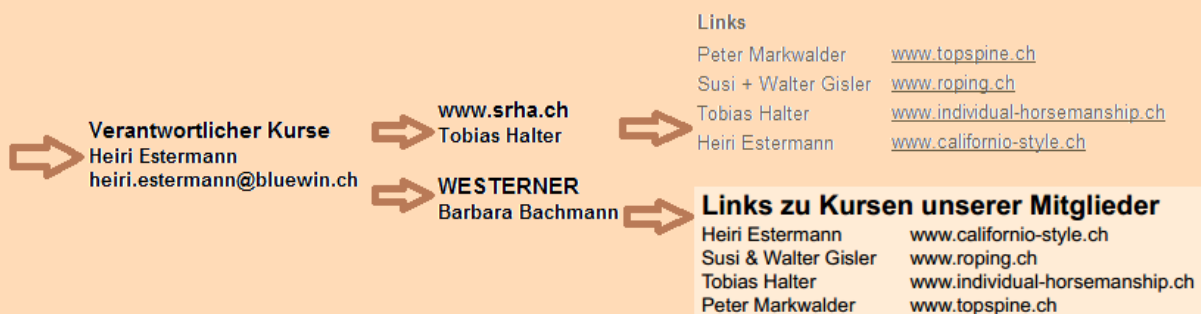 Verantwortlicher Kurse
Heiri Estermann
heiri.estermann@bluewin.ch
www.srha.ch
Tobias Halter
WESTERNER
Barbara Bachmann
Links
Peter Markwalder www.topspine.ch
Susi + Walter Gisler www.roping.ch
Tobias Halter www.individual-horsemanship.ch
Heiri Estermann www.californio-style.ch
Links zu Kursen unserer Mitglieder
Heiri Estermann www.californio-style.ch
Susi & Walter Gisler www.roping.ch
Tobias Halter www.individual-horsemanship.ch
Peter Markwalder www.topspine.ch